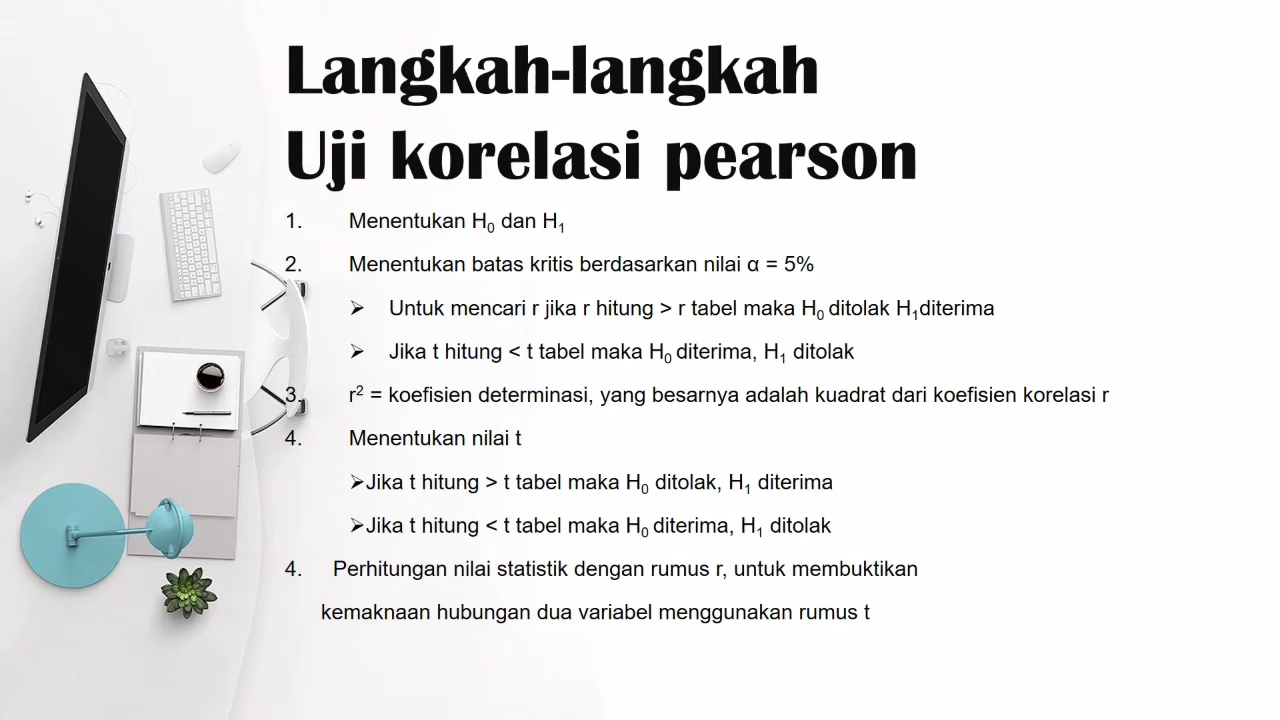 Langkah-langkah
Uji korelasi pearson
1. Menentukan H₀ dan H₁
2. Menentukan batas kritis berdasarkan nilai α = 5%
➢ Untuk mencari r jika r hitung > r tabel maka H₀ ditolak H₁diterima
➢ Jika t hitung < t tabel maka H₀ diterima, H₁ ditolak
3. r² = koefisien determinasi, yang besarnya adalah kuadrat dari koefisien korelasi r
4. Menentukan nilai t
➢Jika t hitung > t tabel maka H₀ ditolak, H₁ diterima
➢Jika t hitung < t tabel maka H₀ diterima, H₁ ditolak
4. Perhitungan nilai statistik dengan rumus r, untuk membuktikan
kemaknaan hubungan dua variabel menggunakan rumus t